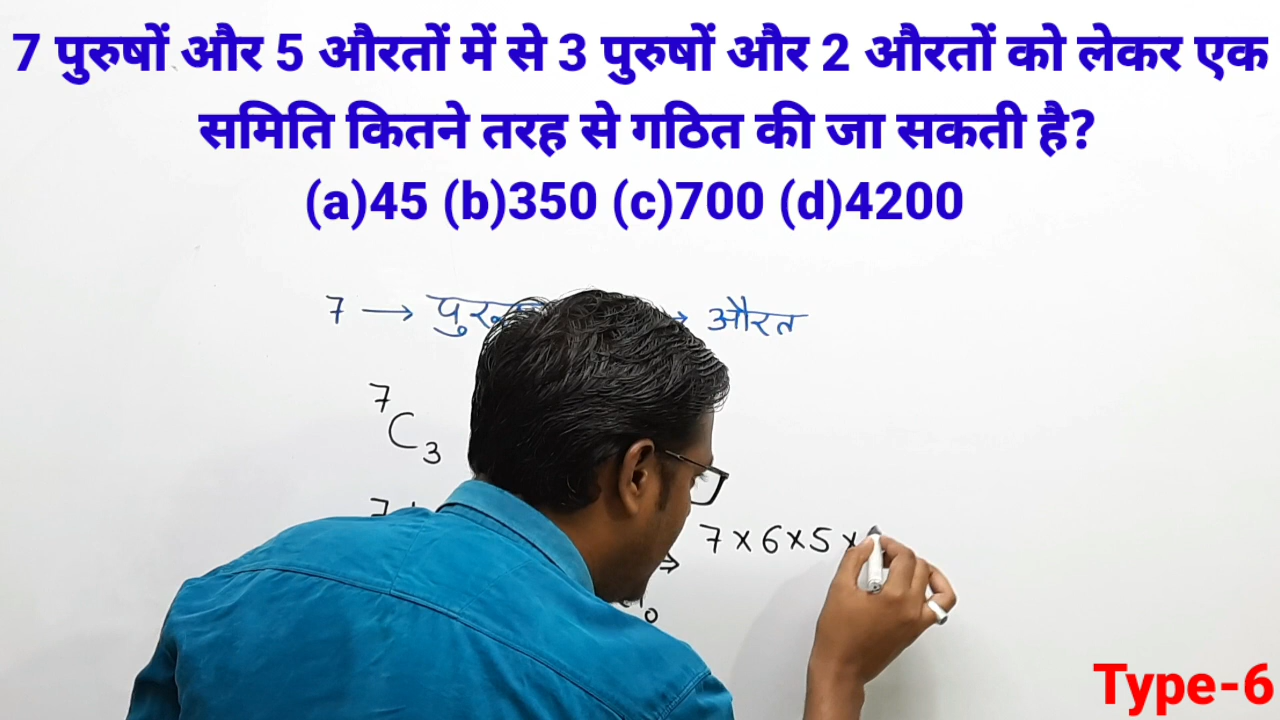 7 पुरुषों और 5 औरतों में से 3 पुरुषों और 2 औरतों को लेकर एक
समिति कितने तरह से गठित की जा सकती है?
(a)45 (b)350 (c)700 (d)4200
7 → → औरत
7C3
7
→ 7×6×5×
Type-6